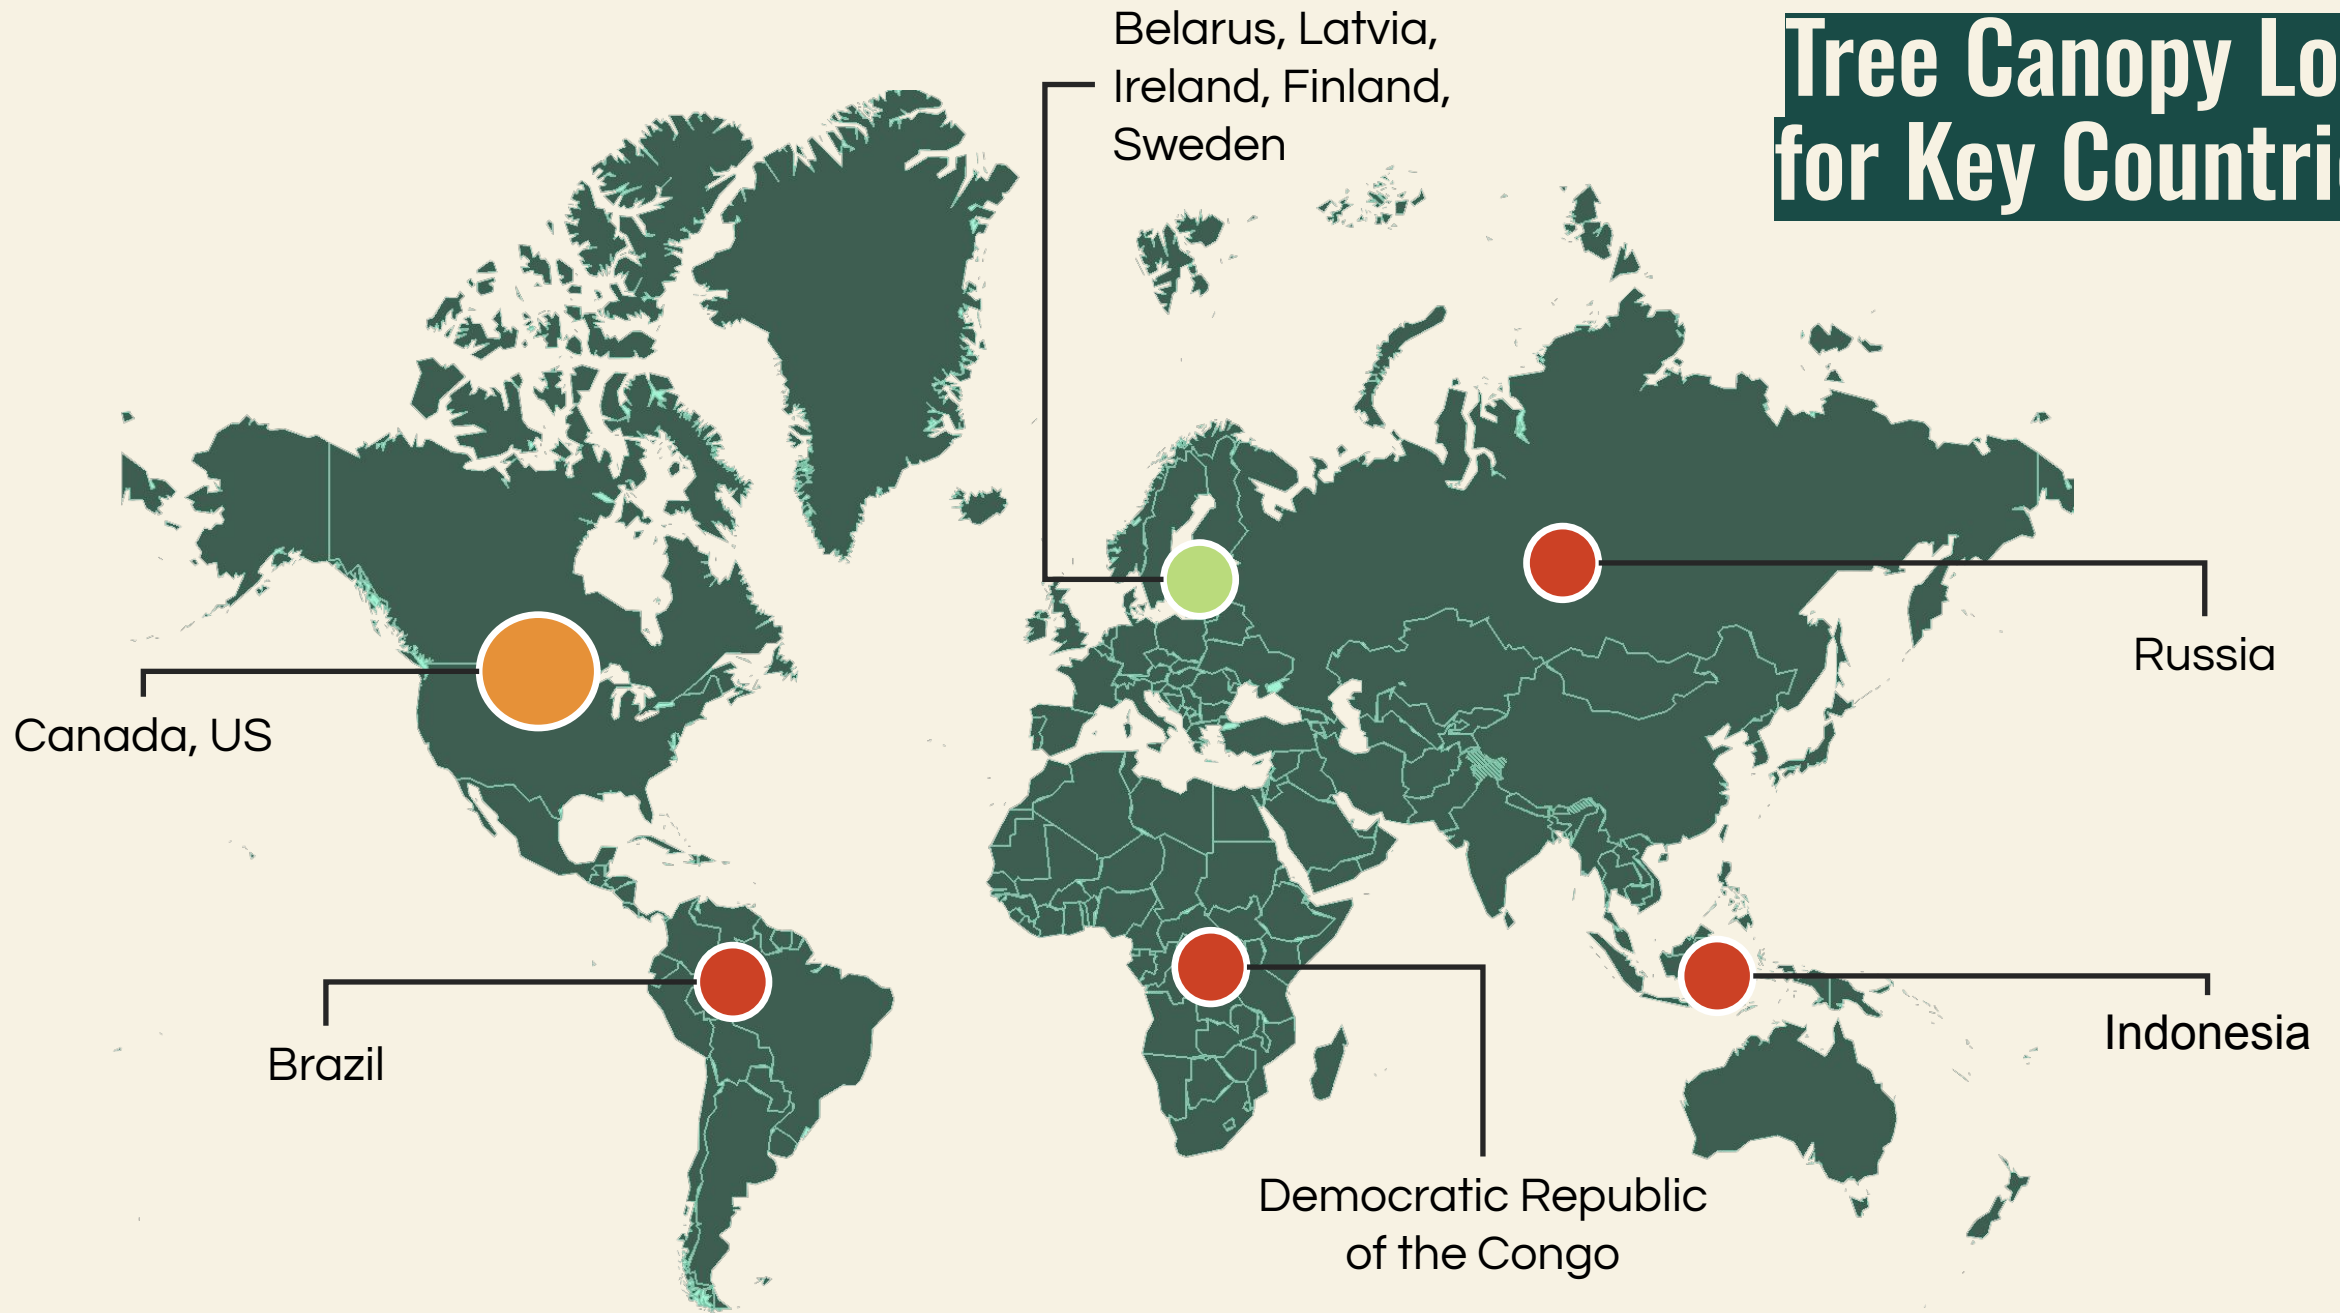 Tree Canopy Lo
for Key Countri
Belarus, Latvia,
Ireland, Finland,
Sweden
Russia
Canada, US
Brazil
Indonesia
Democratic Republic
of the Congo